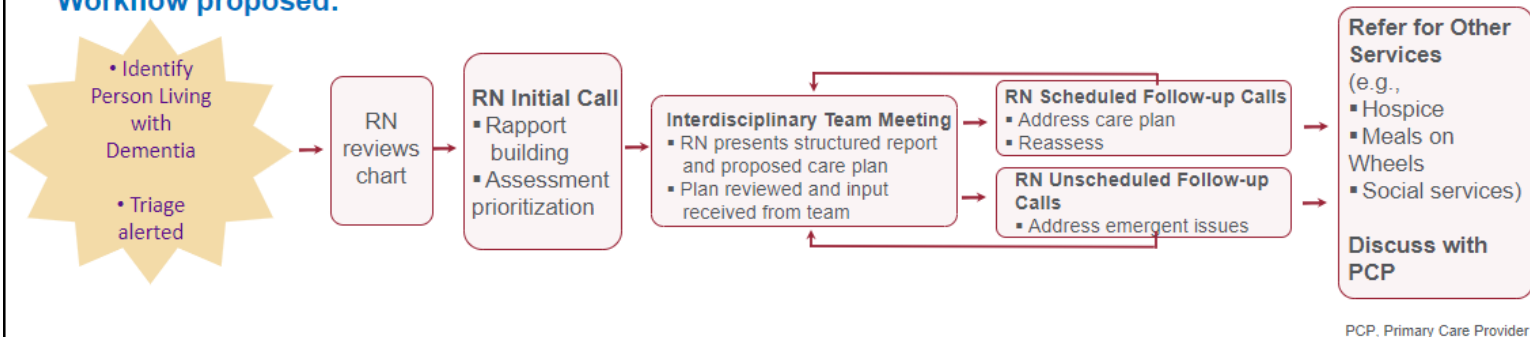 Workflow proposed:
• Identify
Person Living
with
Dementia
• Triage
alerted
RN
reviews
chart
RN Initial Call
▪ Rapport
building
▪ Assessment
prioritization
Interdisciplinary Team Meeting
▪ RN presents structured report
and proposed care plan
▪ Plan reviewed and input
received from team
RN Scheduled Follow-up Calls
▪ Address care plan
▪ Reassess
RN Unscheduled Follow-up
Calls
▪ Address emergent issues
Refer for Other
Services
(e.g.,
▪ Hospice
▪ Meals on
Wheels
▪ Social services)
Discuss with
PCP
PCP, Primary Care Provider